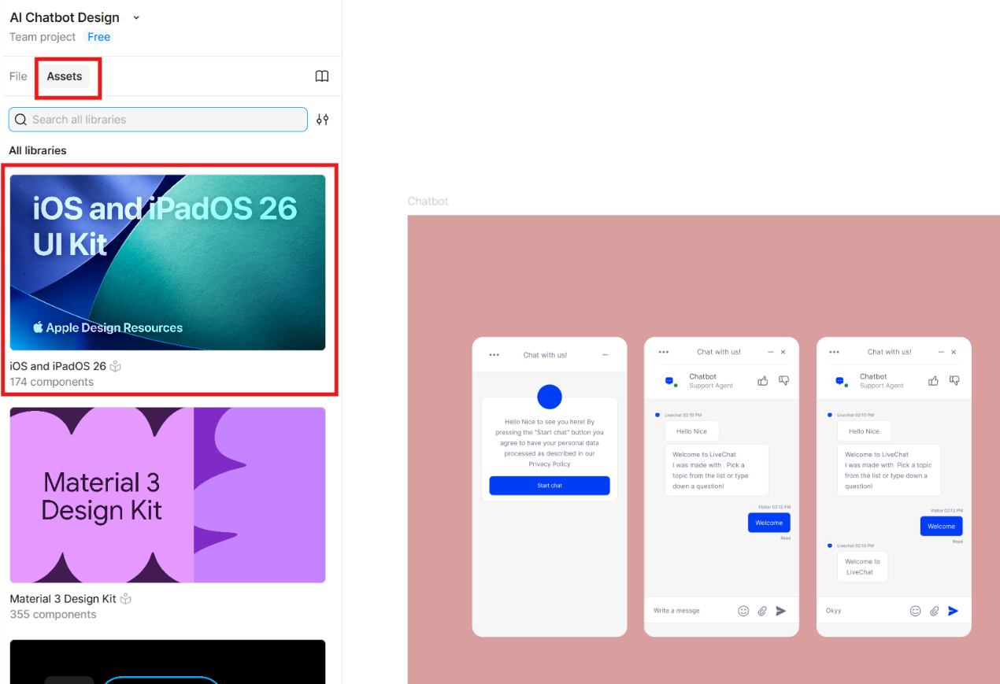 AI Chatbot Design
Team project Free
File Assets
Search all libraries
All libraries
iOS and iPadOS 26
UI Kit
Apple Design Resources
iOS and iPadOS 26
174 components
Material 3
Design Kit
Material 3 Design Kit
355 components
Chatbot
Chat with us!
Hello Nice to see you here! By
pressing the "Start chat" button you
agree to have your personal data
processed as described in our
Privacy Policy
Start chat
Chat with us!
Chatbot
Support Agent
Livechat 02:10 PM
Hello Nice
Welcome to LiveChat
I was made with . Pick a
topic from the list or type
down a question!
Visitor 02:12 PM
Welcome
Read
Write a messge
Chat with us!
Chatbot
Support Agent
Livechat 02:10 PM
Hello Nice
Welcome to LiveChat
I was made with  Pick a topic
from the list or type down a
question!
Visitor 02:12 PM
Welcome
Read
Livechat 02:10 PM
Welcome to
LiveChat
Okyy